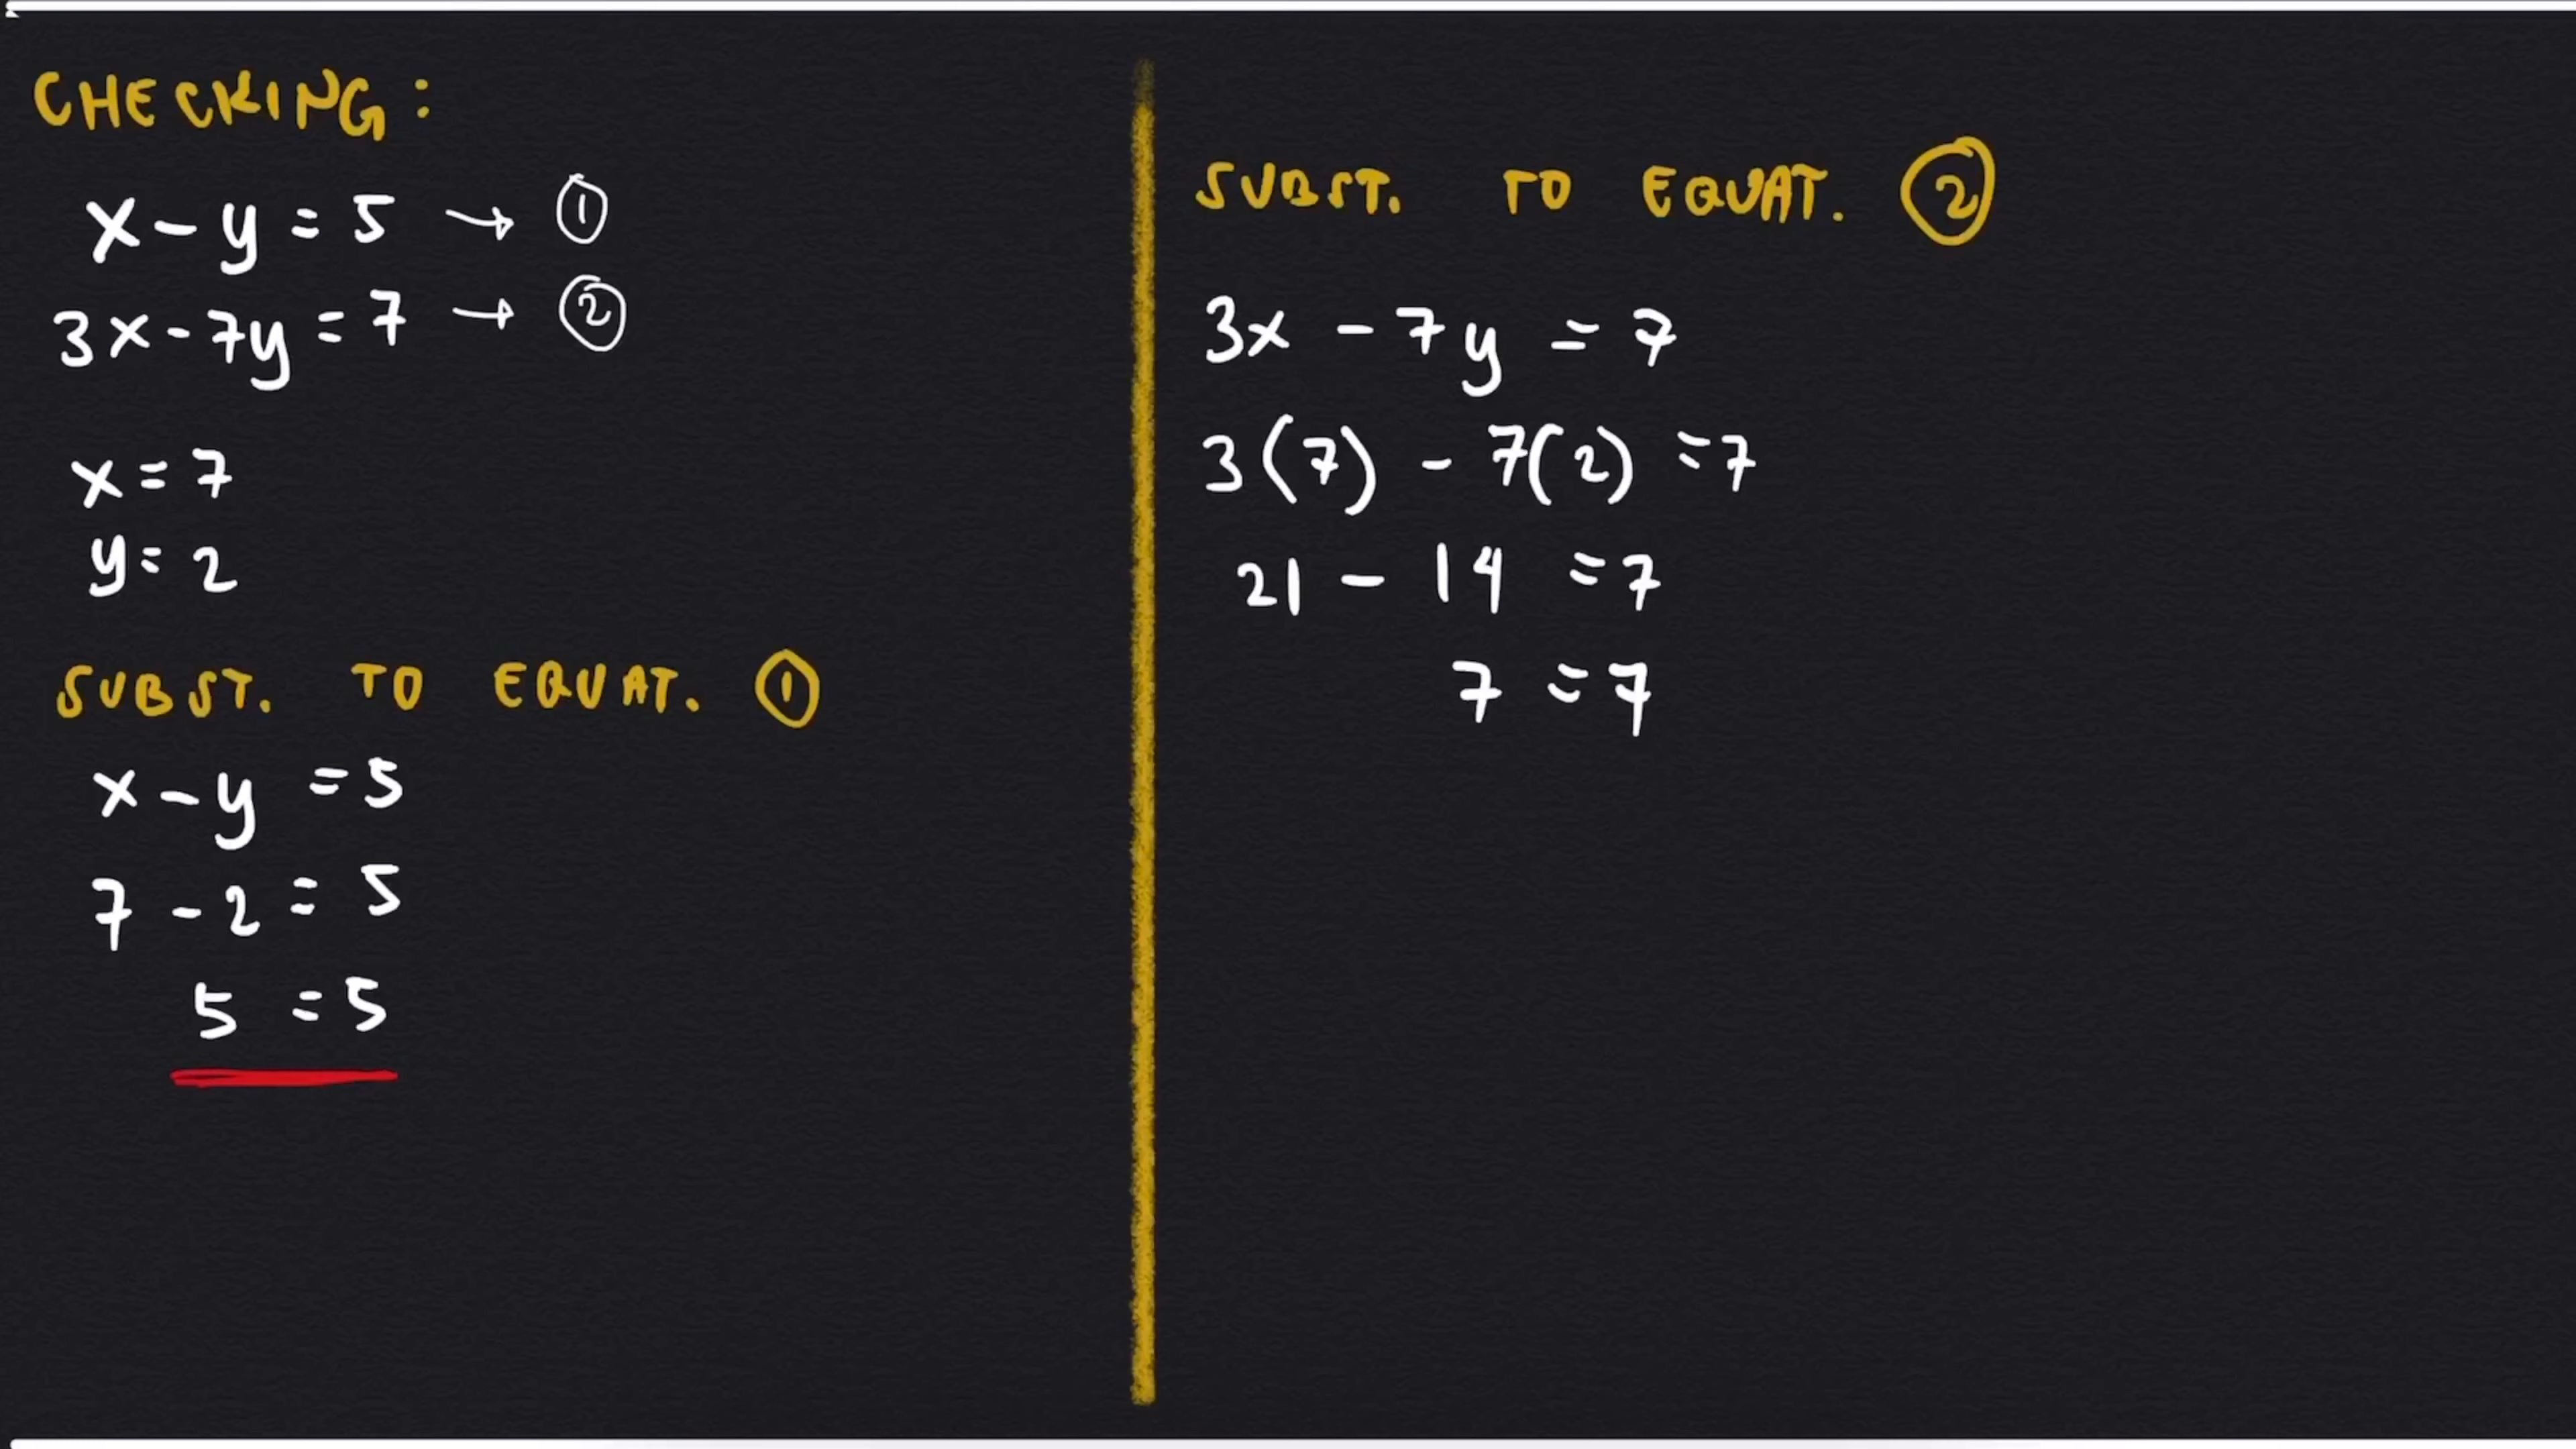 CHECKING:
x - y = 5 → ①
3x - 7y = 7 → ②
x = 7
y = 2
SUBST. TO EQUAT. ①
x - y = 5
7 - 2 = 5
5 = 5
SUBST. TO EQUAT. ②
3x - 7y = 7
3(7) - 7(2) = 7
21 - 14 = 7
7 = 7